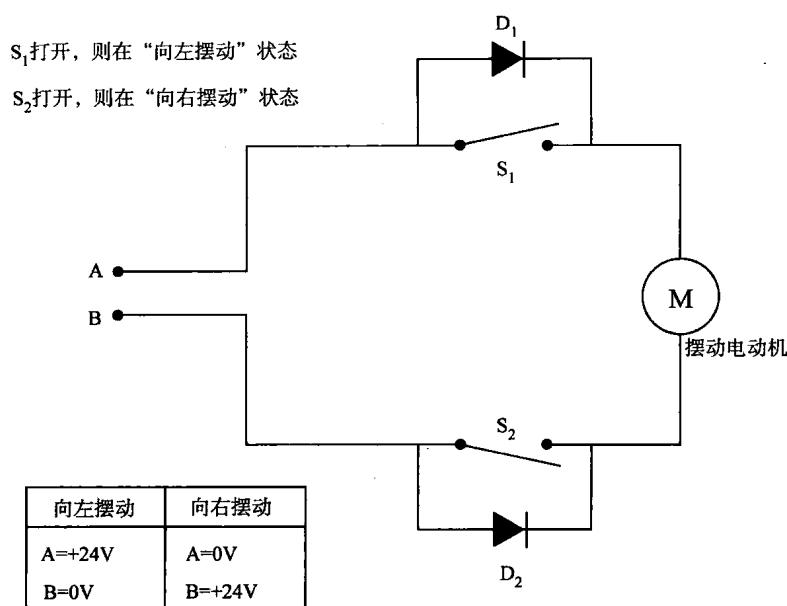 S₁打开，则在“向左摆动”状态
S₂打开，则在“向右摆动”状态
D₁
S₁
A
B
M
摆动电动机
S₂
D₂
向左摆动 向右摆动
A=+24V A=0V
B=0V B=+24V